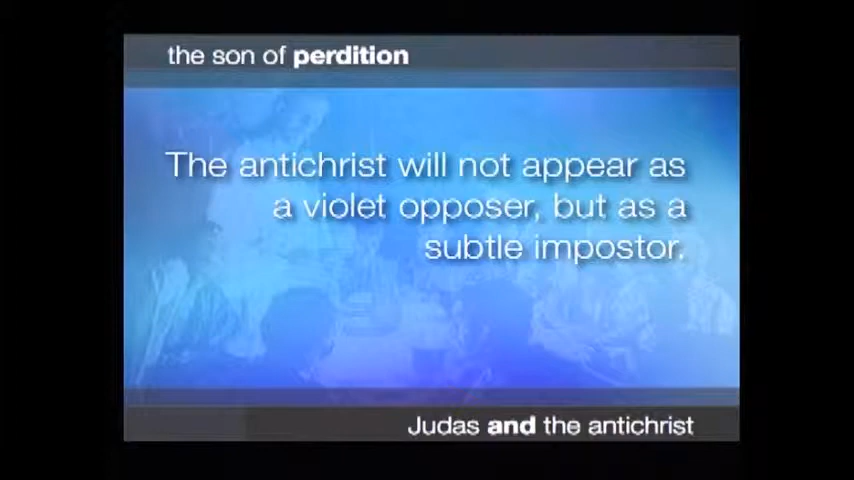 the son of perdition
The antichrist will not appear as
a violet opposer, but as a
subtle impostor.
Judas and the antichrist